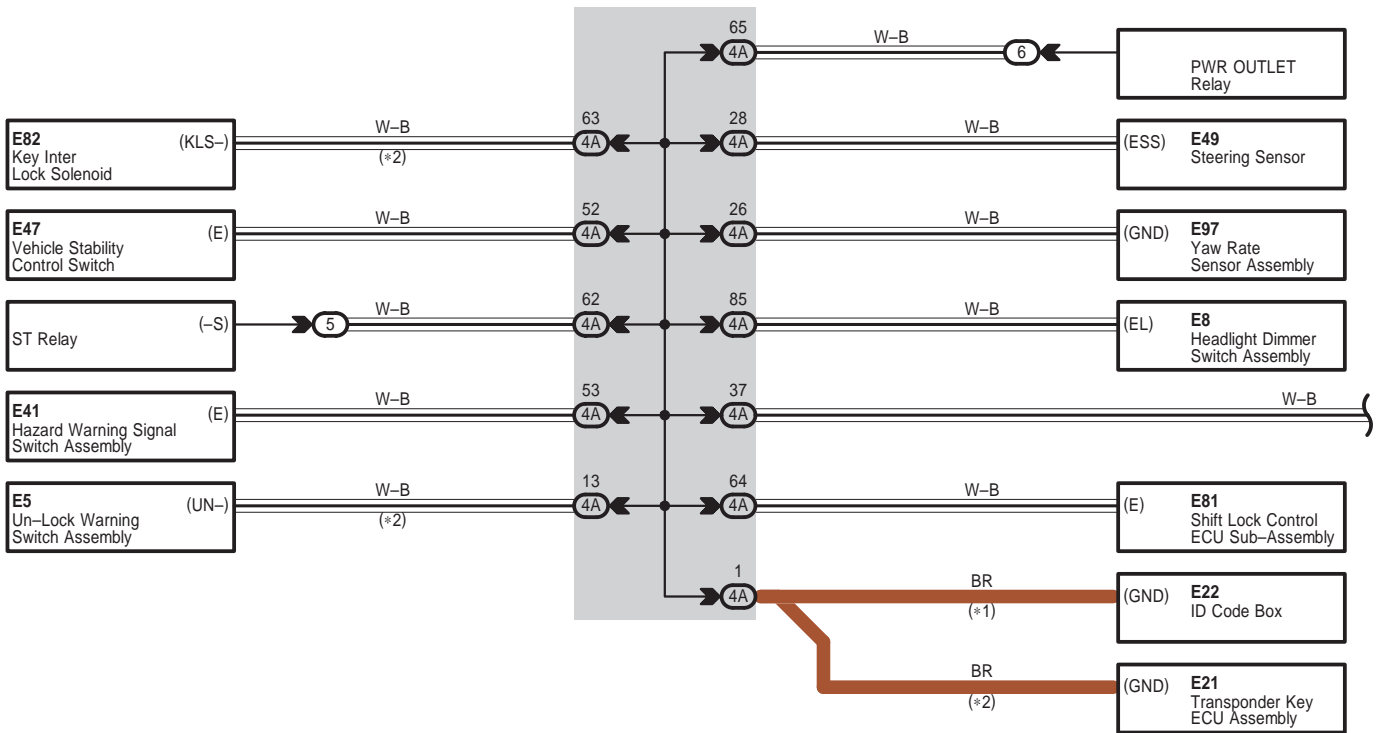 65
4A
W–B
6
PWR OUTLET
Relay
E82
Key Inter
Lock Solenoid
(KLS–)
W–B
(∗2)
63
4A
28
4A
W–B
(ESS)
E49
Steering Sensor
E47
Vehicle Stability
Control Switch
(E)
W–B
52
4A
26
4A
W–B
(GND)
E97
Yaw Rate
Sensor Assembly
ST Relay
(–S)
5
W–B
62
4A
85
4A
W–B
(EL)
E8
Headlight Dimmer
Switch Assembly
E41
Hazard Warning Signal
Switch Assembly
(E)
W–B
53
4A
37
4A
W–B
E5
Un–Lock Warning
Switch Assembly
(UN–)
W–B
(∗2)
13
4A
64
4A
W–B
(E)
E81
Shift Lock Control
ECU Sub–Assembly
1
4A
BR
(∗1)
(GND)
E22
ID Code Box
BR
(∗2)
(GND)
E21
Transponder Key
ECU Assembly